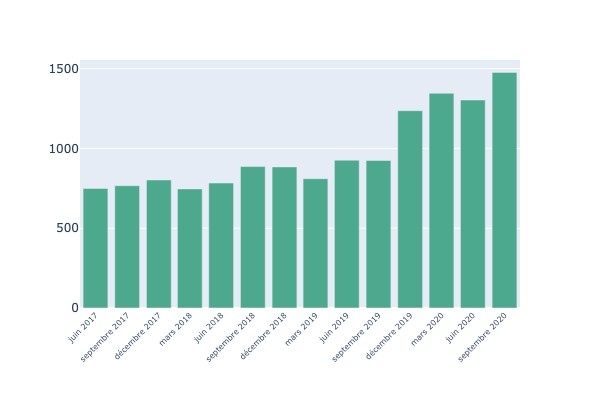 1500
1000
500
0
juin 2017
septembre 2017
décembre 2017
mars 2018
juin 2018
septembre 2018
décembre 2018
mars 2019
juin 2019
septembre 2019
décembre 2019
mars 2020
juin 2020
septembre 2020